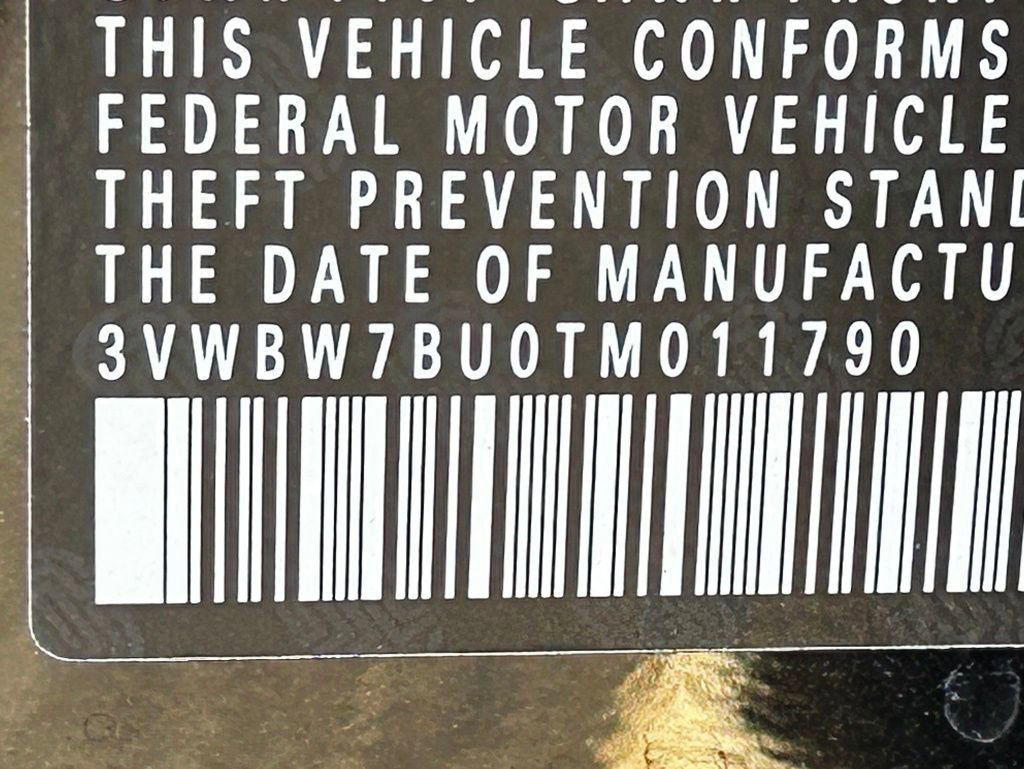 THIS VEHICLE CONFORMS
FEDERAL MOTOR VEHICLE
THEFT PREVENTION STAND
THE DATE OF MANUFACTU
3VWBW7BU0TM011790